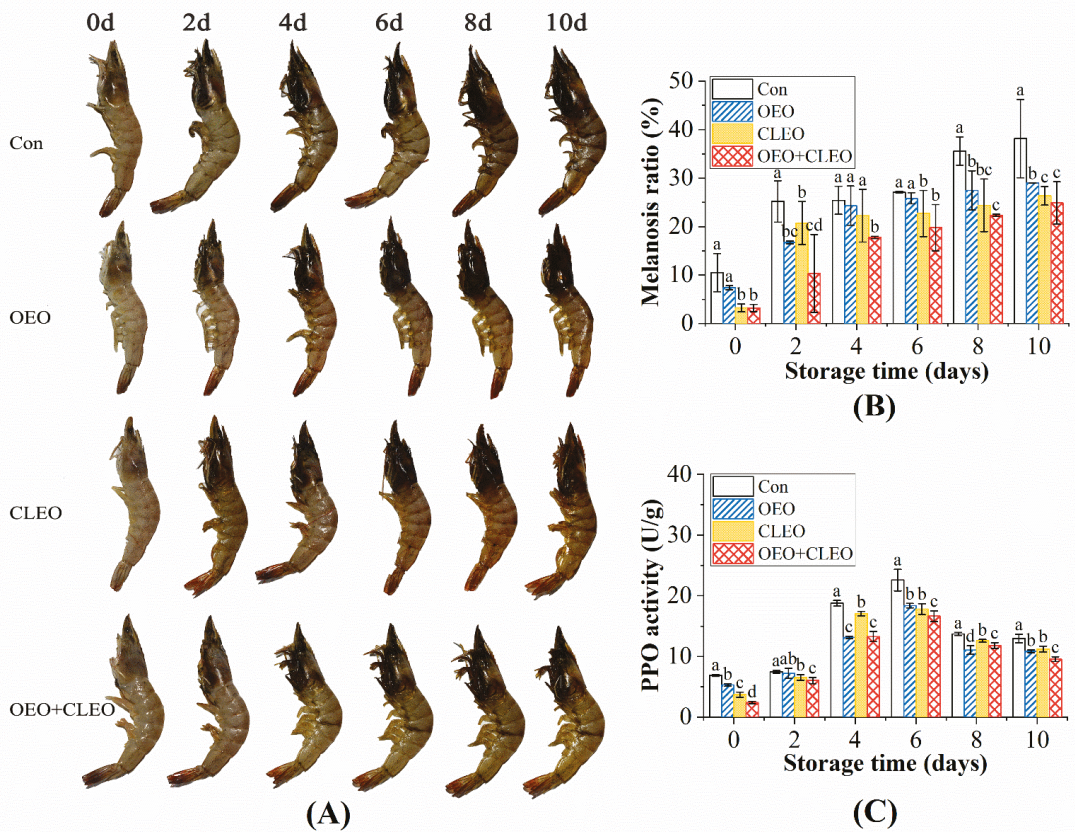 0d 2d 4d 6d 8d 10d
Con
OEO
CLEO
OEO+CLEO
(A)
Melanosis ratio (%)
50
40
30
20
10
0
Con
OEO
CLEO
OEO+CLEO
a a b b
a bc b cd
a a a b
a a b b
a b bc c
a b c c
0 2 4 6 8 10
Storage time (days)
(B)
PPO activity (U/g)
40
30
20
10
0
Con
OEO
CLEO
OEO+CLEO
a b c d
a ab b c
a c b c
a b b c
a d b c
a b b c
0 2 4 6 8 10
Storage time (days)
(C)